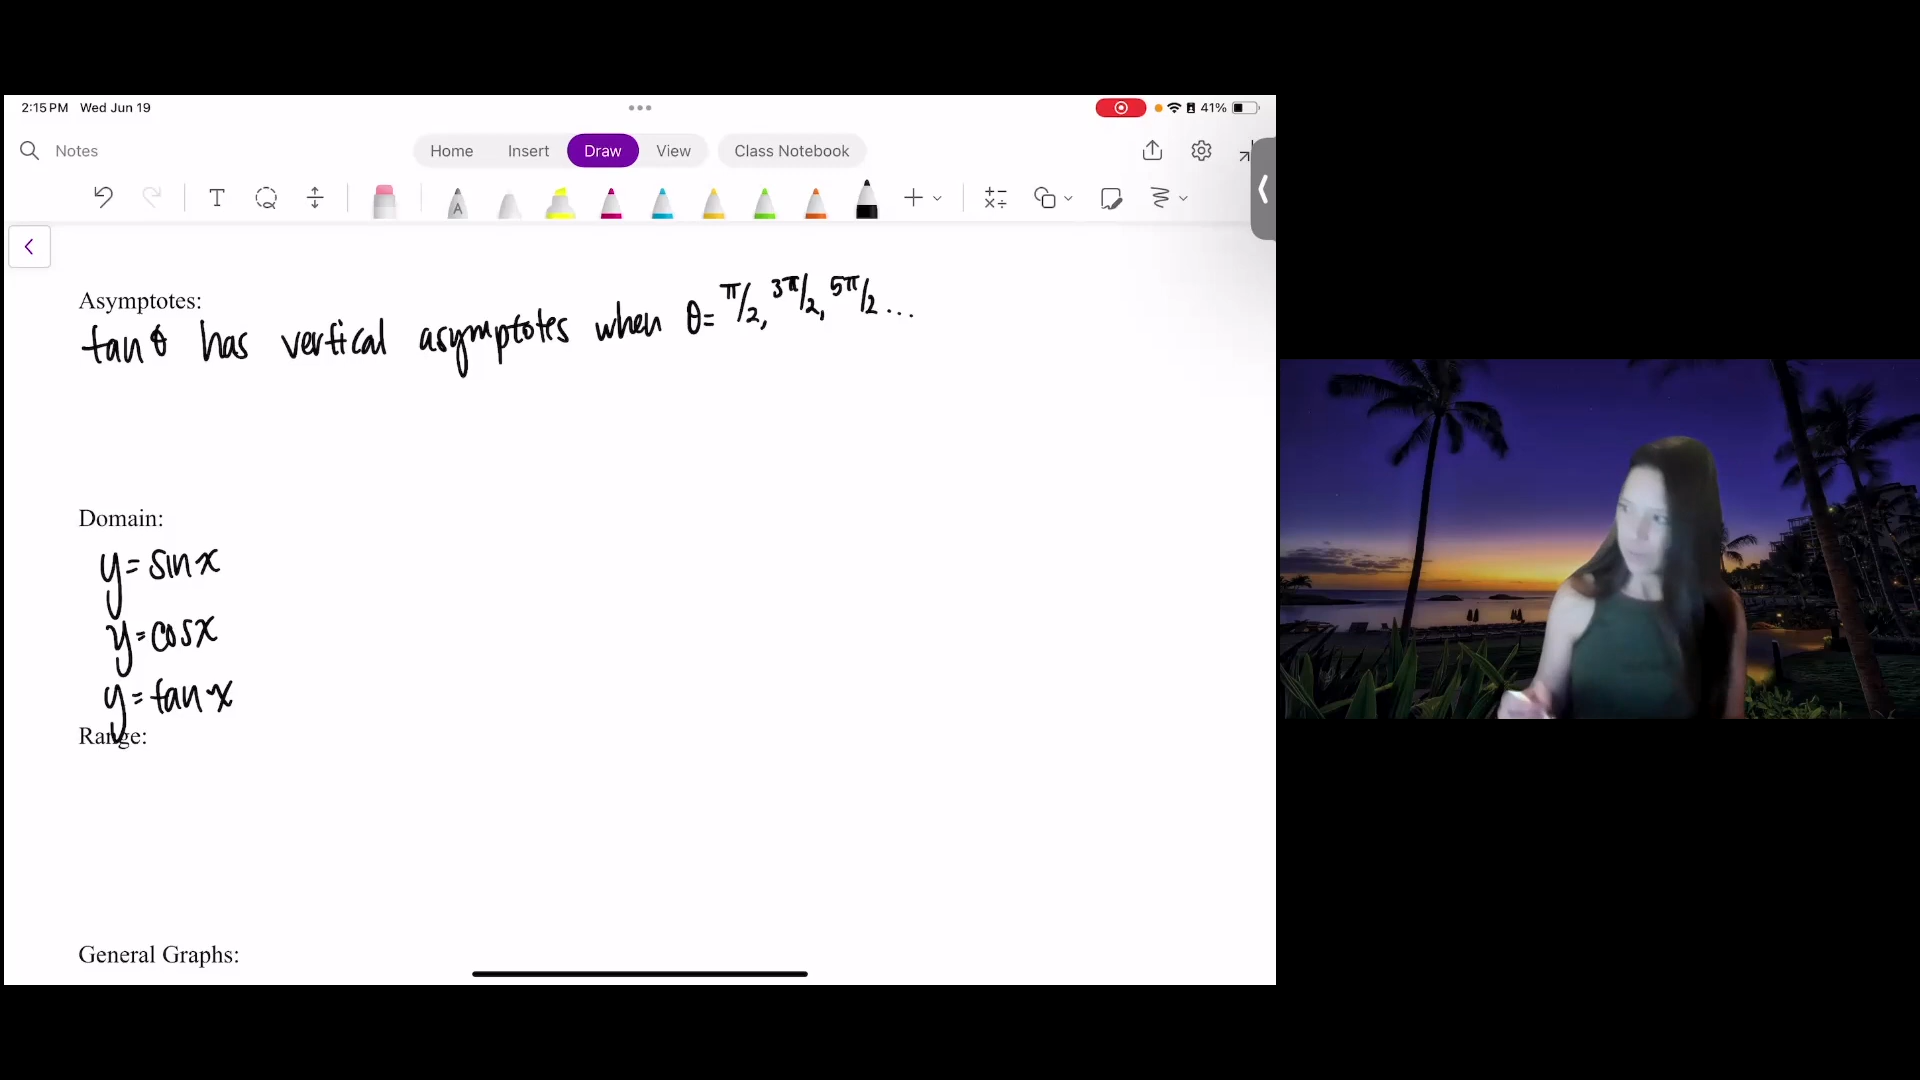 2:15 PM Wed Jun 19
41%
Notes
Home Insert Draw View Class Notebook
T
A
Asymptotes:
tan θ has vertical asymptotes when θ= π/2, 3π/2, 5π/2 ...
Domain:
y= sin x
y= cos x
y= tan x
Range:
General Graphs: